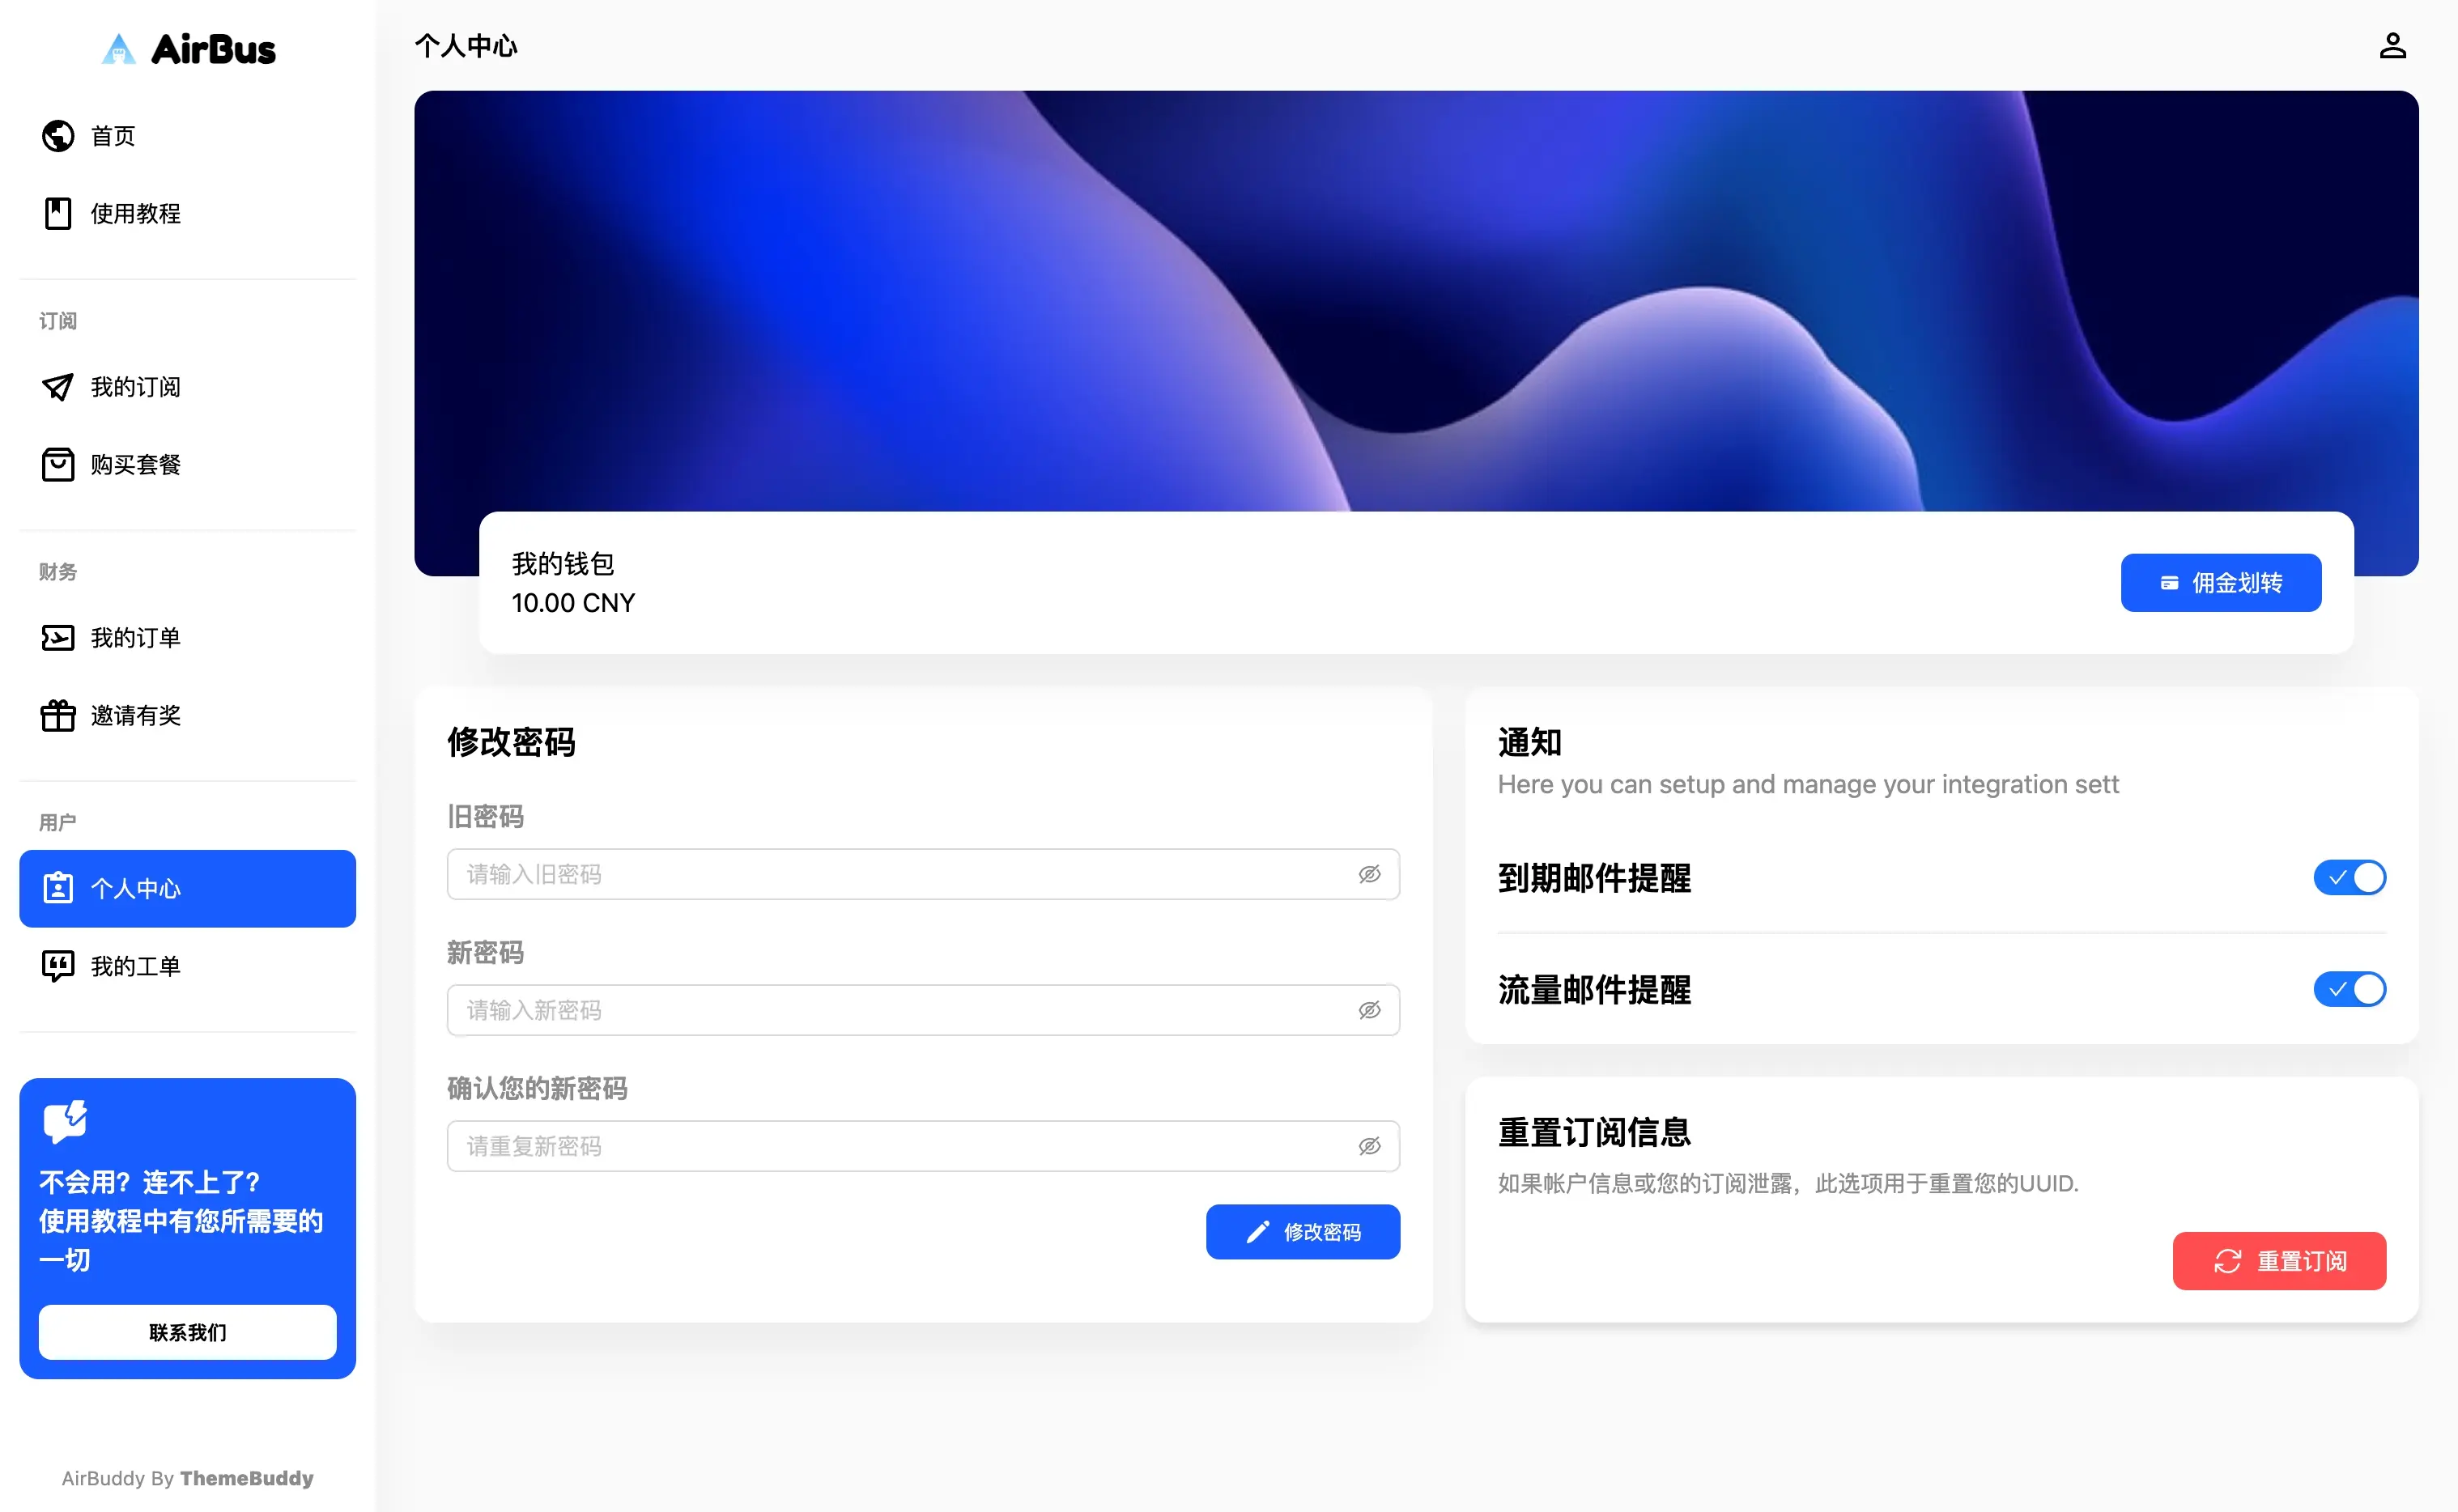 AirBus
首页
使用教程
订阅
我的订阅
购买套餐
财务
我的订单
邀请有奖
用户
个人中心
我的工单
不会用？连不上了？
使用教程中有您所需要的
一切
联系我们
AirBuddy By ThemeBuddy
个人中心
我的钱包
10.00 CNY
佣金划转
修改密码
旧密码
请输入旧密码
新密码
请输入新密码
确认您的新密码
请重复新密码
修改密码
通知
Here you can setup and manage your integration sett
到期邮件提醒
流量邮件提醒
重置订阅信息
如果帐户信息或您的订阅泄露，此选项用于重置您的UUID.
重置订阅